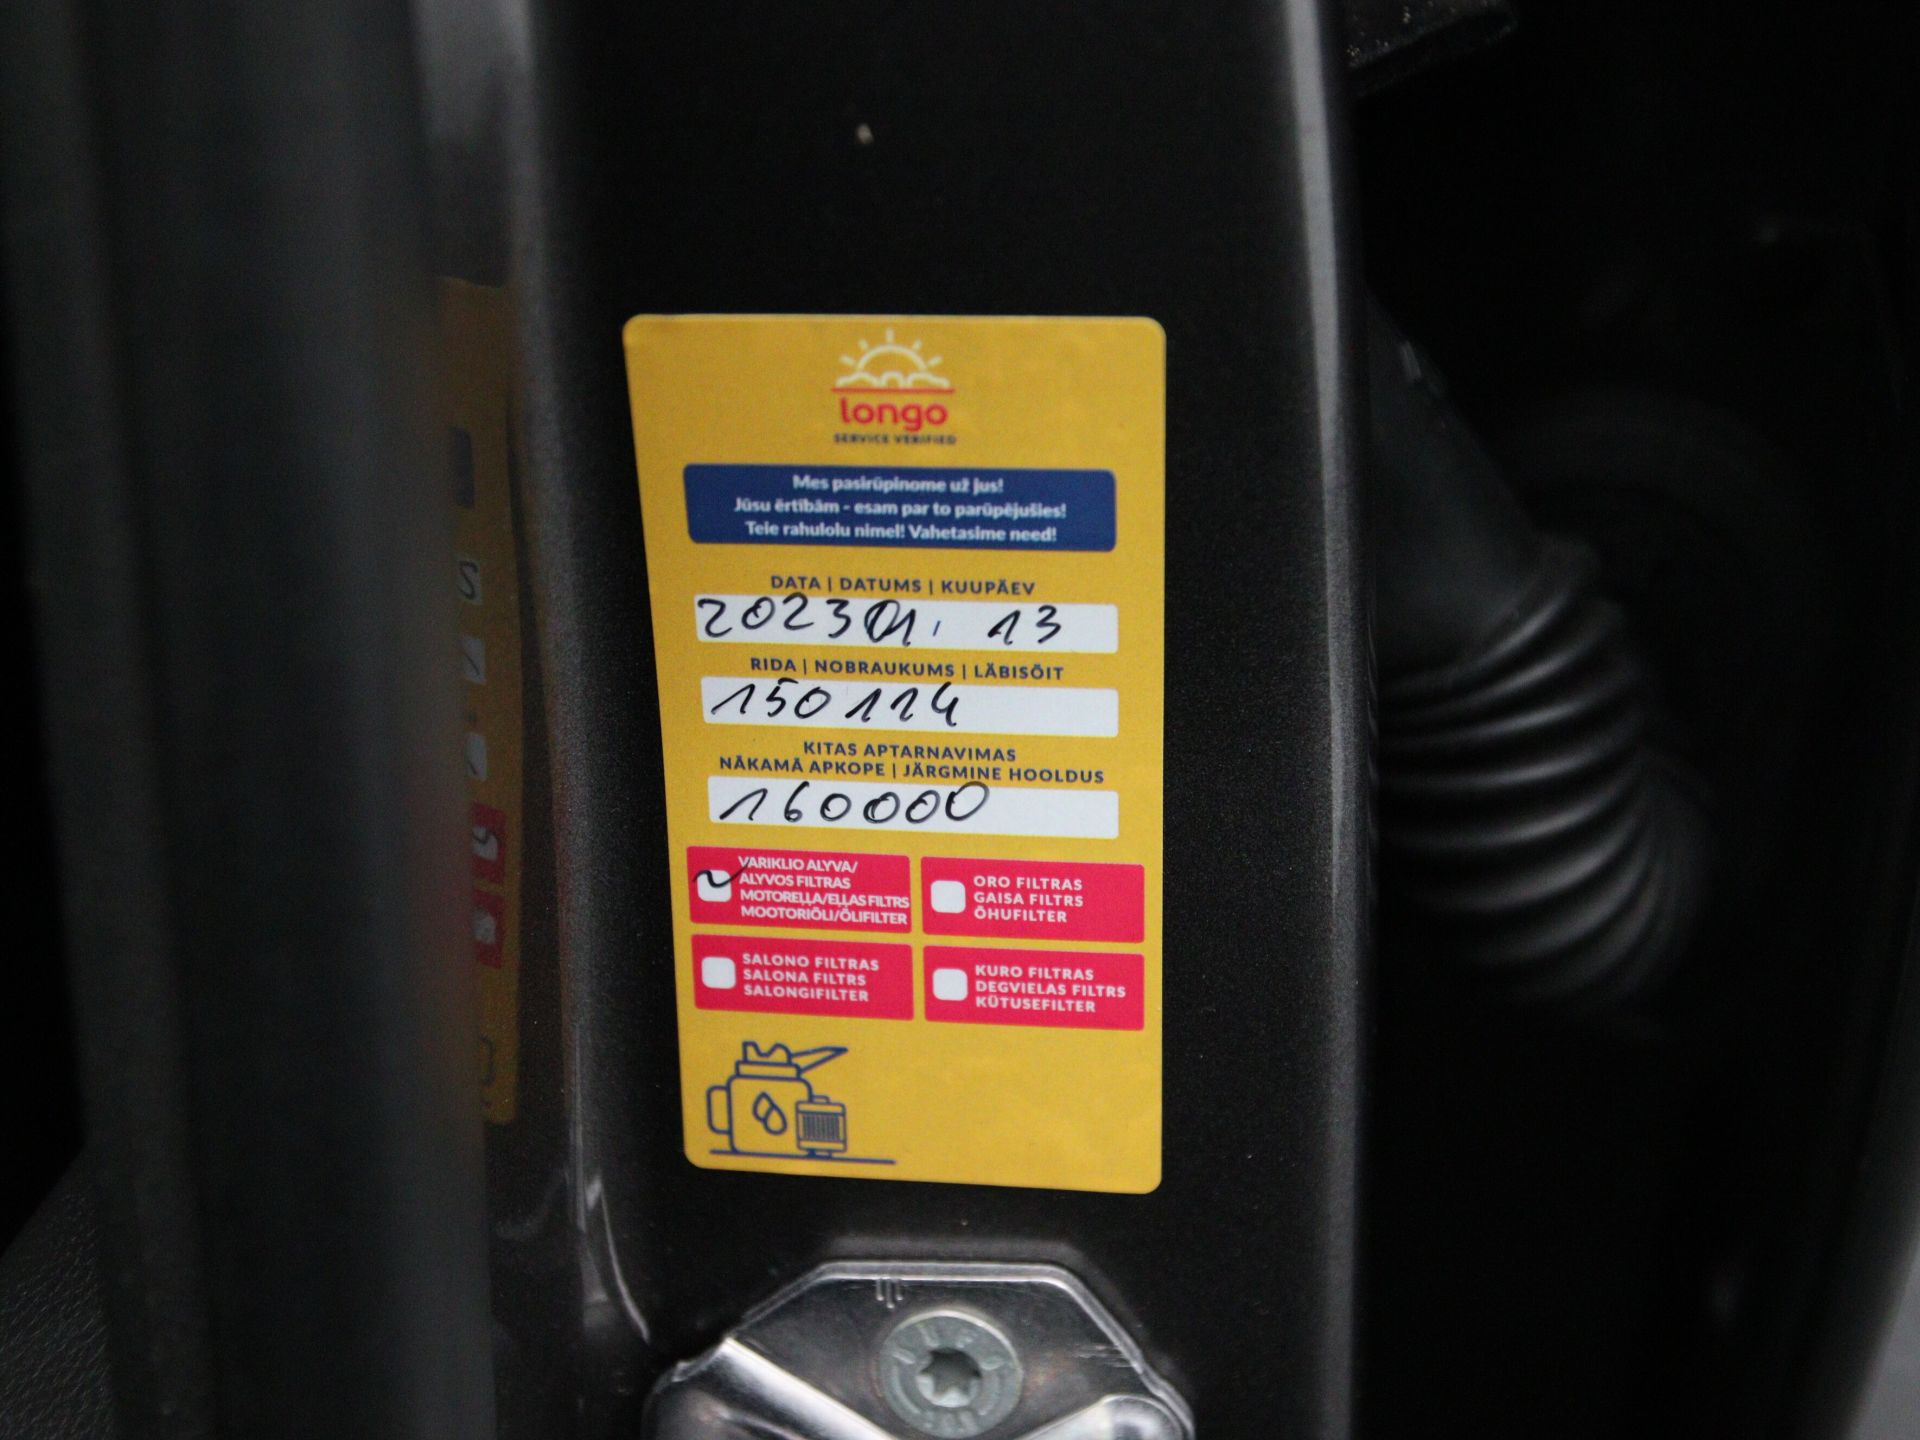 longo
SERVICE VERIFIED
Mes pasirūpinome už jus!
Jūsu ērtībām - esam par to parūpējušies!
Teie rahulolu nimel! Vahetasime need!
DATA | DATUMS | KUUPÄEV
2023 01. 13
RIDA | NOBRAUKUMS | LÄBISÕIT
150114
KITAS APTARNAVIMAS
NĀKAMĀ APKOPE | JÄRGMINE HOOLDUS
160000
VARIKLIO ALYVA/
ALYVOS FILTRAS
MOTOREĻĻA/EĻĻAS FILTRS
MOOTORIÕLI/ÕLIFILTER
ORO FILTRAS
GAISA FILTRS
ÕHUFILTER
SALONO FILTRAS
SALONA FILTRS
SALONGIFILTER
KURO FILTRAS
DEGVIELAS FILTRS
KÜTUSEFILTER